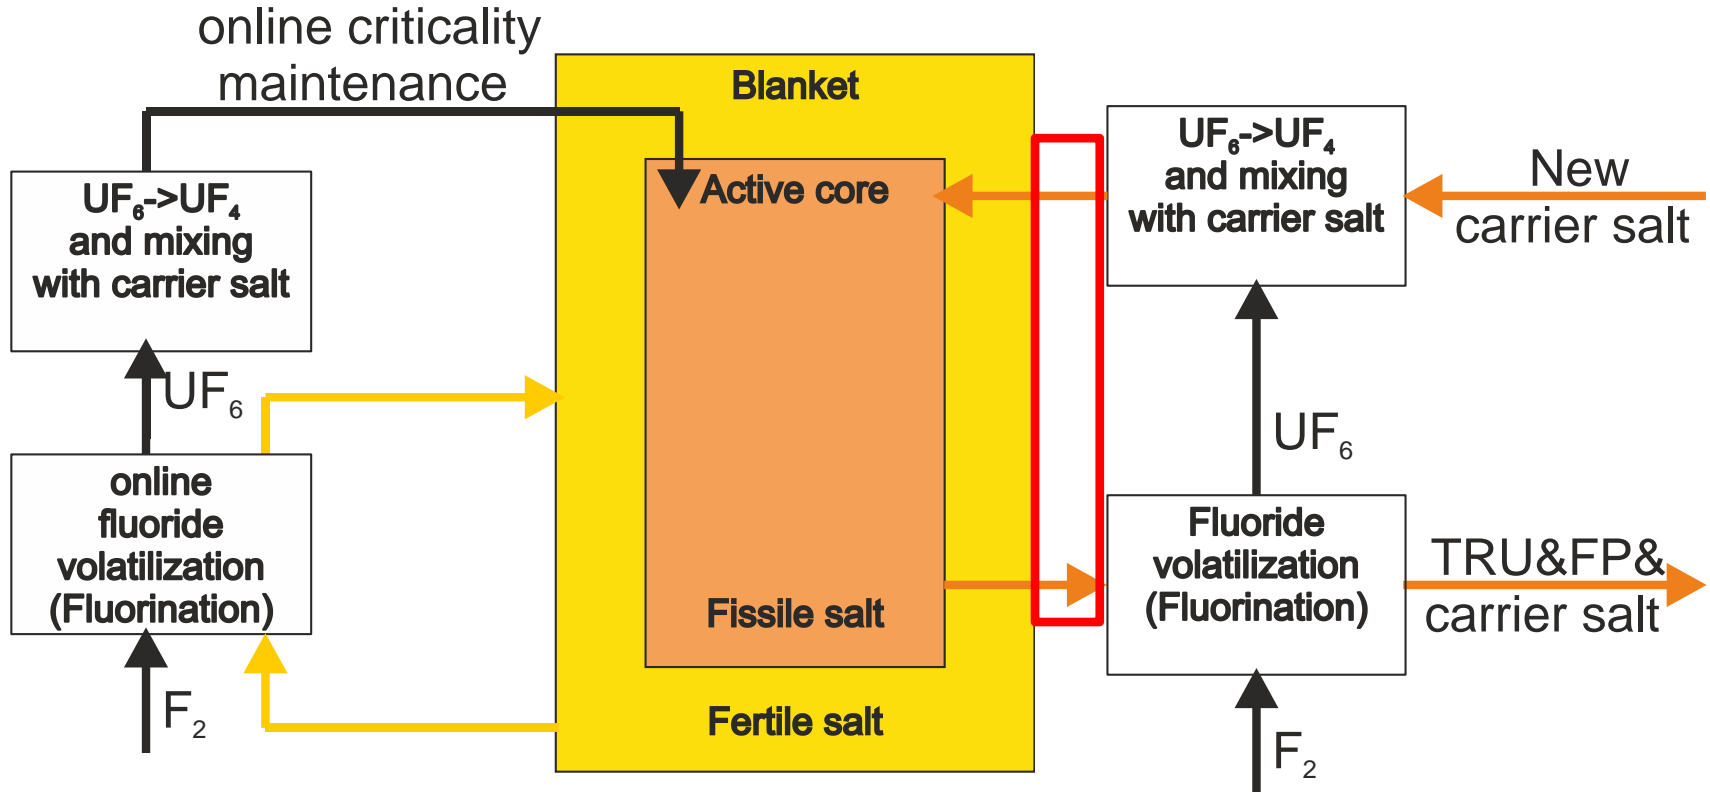 online criticality
maintenance
Blanket
UF₆->UF₄
and mixing
with carrier salt
New
carrier salt
Active core
UF₆->UF₄
and mixing
with carrier salt
UF₆
UF₆
online
fluoride
volatilization
(Fluorination)
Fluoride
volatilization
(Fluorination)
TRU&FP&
carrier salt
Fissile salt
Fertile salt
F₂
F₂